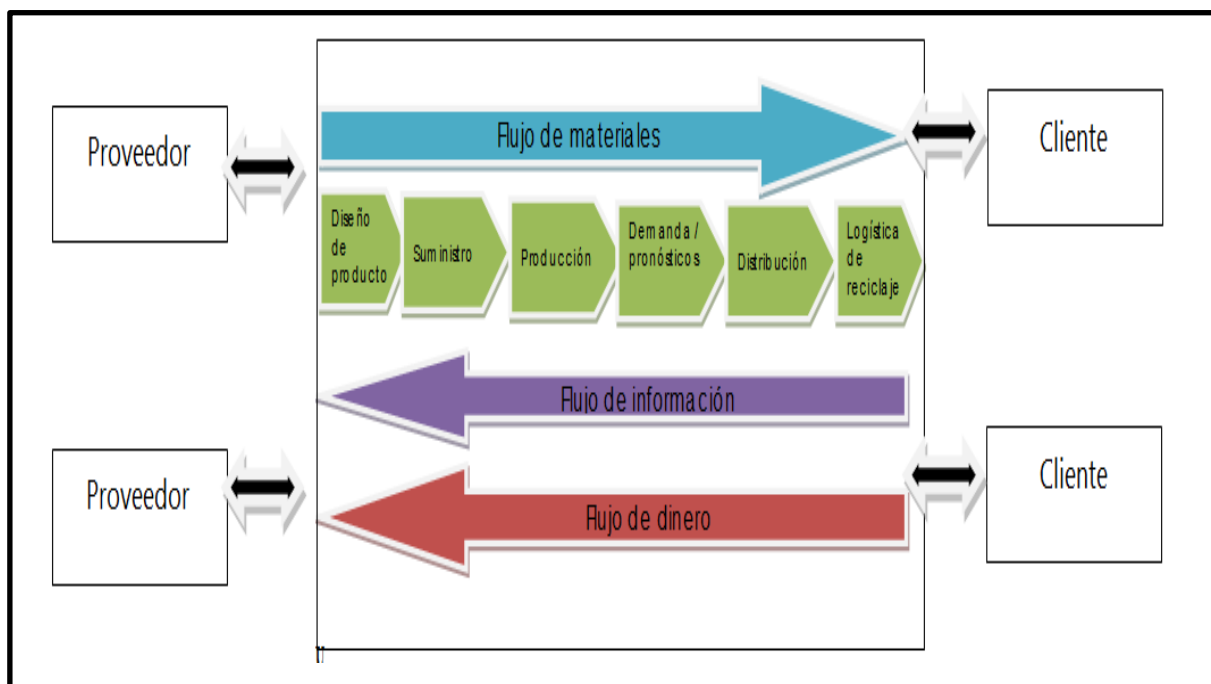 Proveedor
Flujo de materiales
Cliente
Diseño
de
producto
Suministro
Producción
Demanda /
pronósticos
Distribución
Logística
de
reciclaje
Flujo de información
Proveedor
Flujo de dinero
Cliente